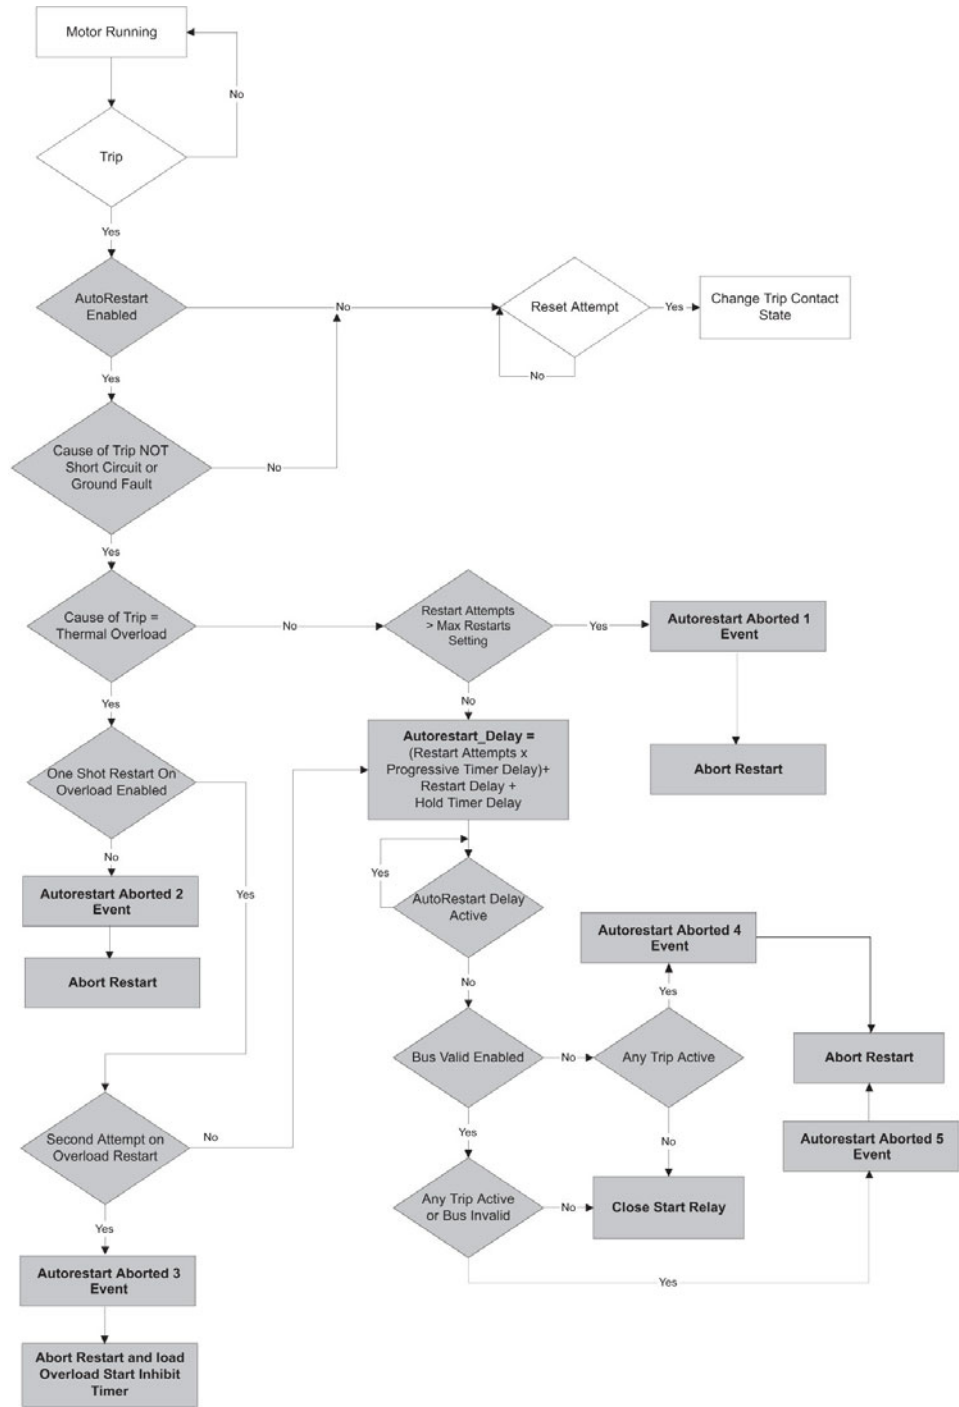 Motor Running
No
Trip
Yes
AutoRestart
Enabled
No
Reset Attempt
Yes
Change Trip Contact
State
No
Yes
Cause of Trip NOT
Short Circuit or
Ground Fault
No
Yes
Cause of Trip =
Thermal Overload
No
Restart Attempts
> Max Restarts
Setting
Yes
Autorestart Aborted 1
Event
Abort Restart
Yes
No
One Shot Restart On
Overload Enabled
Autorestart_Delay =
(Restart Attempts x
Progressive Timer Delay)+
Restart Delay +
Hold Timer Delay
No
Yes
Autorestart Aborted 2
Event
Abort Restart
Yes
AutoRestart Delay
Active
No
Autorestart Aborted 4
Event
Yes
Bus Valid Enabled
No
Any Trip Active
Abort Restart
Autorestart Aborted 5
Event
Second Attempt on
Overload Restart
No
Yes
No
Any Trip Active
or Bus Invalid
No
Close Start Relay
Yes
Yes
Autorestart Aborted 3
Event
Abort Restart and load
Overload Start Inhibit
Timer